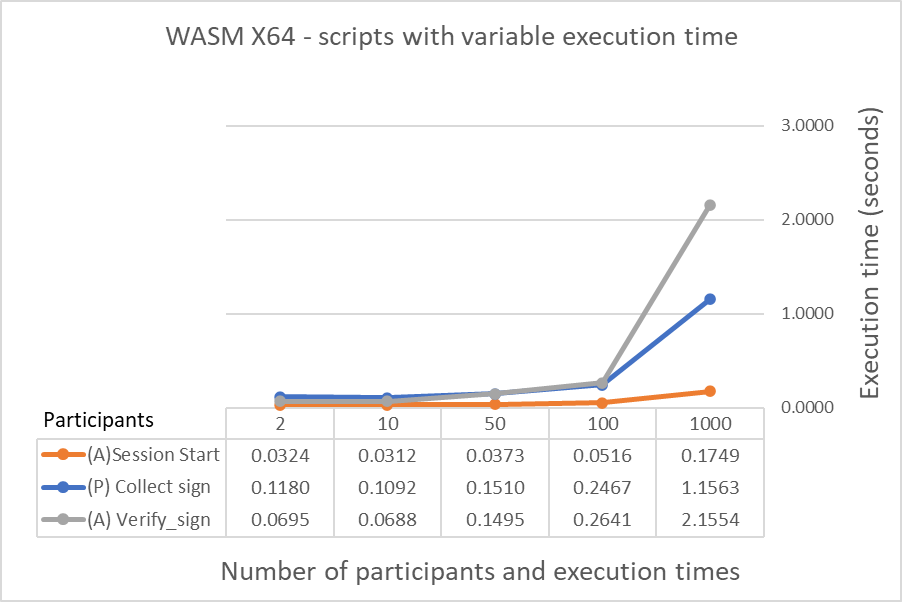 WASM X64 - scripts with variable execution time
3.0000
2.0000
1.0000
0.0000
Execution time (seconds)
Participants 2 10 50 100 1000
(A)Session Start 0.0324 0.0312 0.0373 0.0516 0.1749
(P) Collect sign 0.1180 0.1092 0.1510 0.2467 1.1563
(A) Verify_sign 0.0695 0.0688 0.1495 0.2641 2.1554
Number of participants and execution times